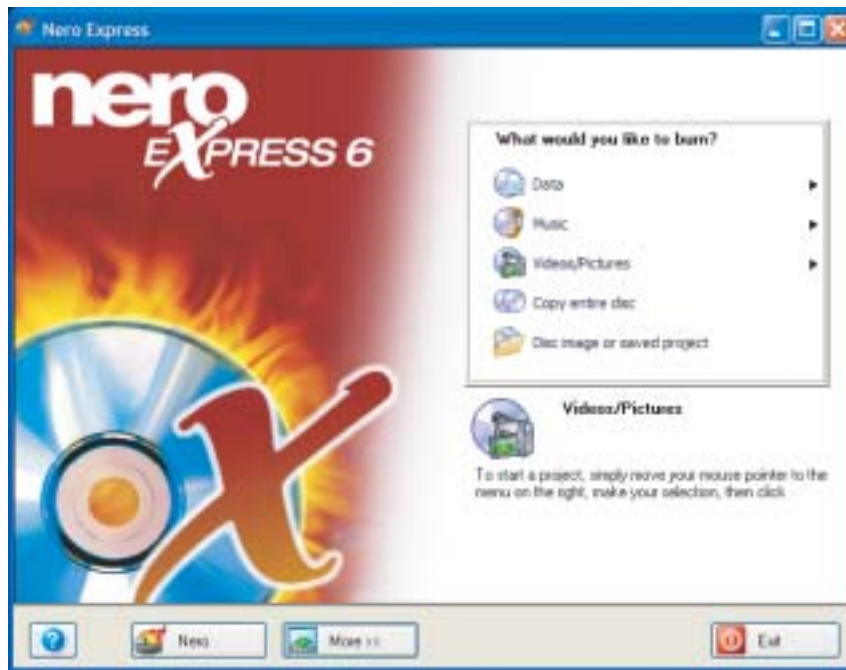 Nero Express
nero
EXPRESS 6
What would you like to burn?
Data
Music
Videos/Pictures
Copy entire disc
Disc image or saved project
Videos/Pictures
To start a project, simply move your mouse pointer to the
menu on the right, make your selection, then click
Nero
More >>
Exit